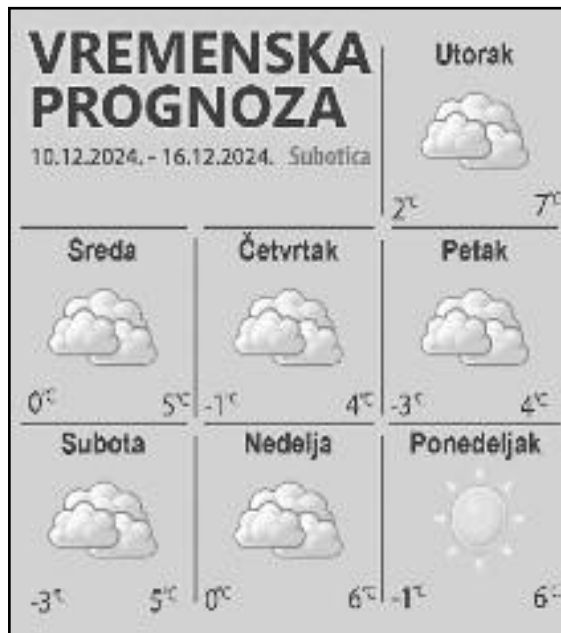 VREMENSKA
PROGNOZA
10.12.2024. - 16.12.2024. Subotica
Utorak
2°C 7°C
Sreda
0°C 5°C
Četvrtak
-1°C 4°C
Petak
-3°C 4°C
Subota
-3°C 5°C
Nedelja
0°C 6°C
Ponedeljak
-1°C 6°C